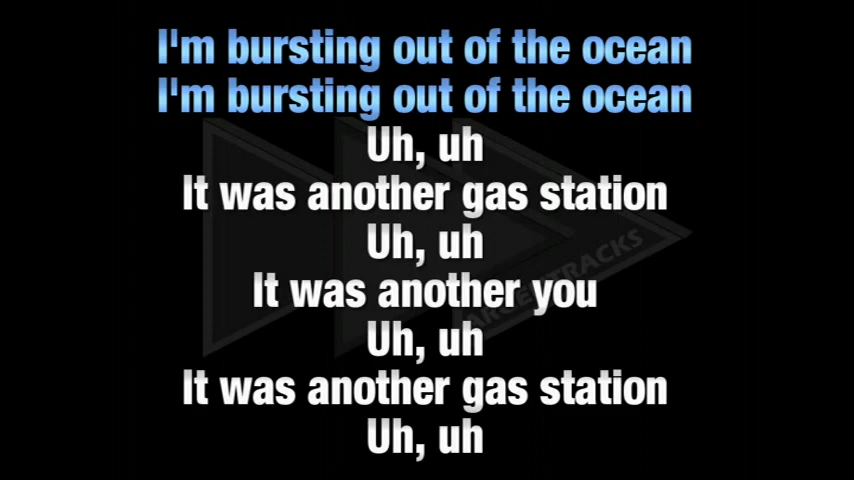 I'm bursting out of the ocean
I'm bursting out of the ocean
Uh, uh
It was another gas station
Uh, uh
It was another you
Uh, uh
It was another gas station
Uh, uh